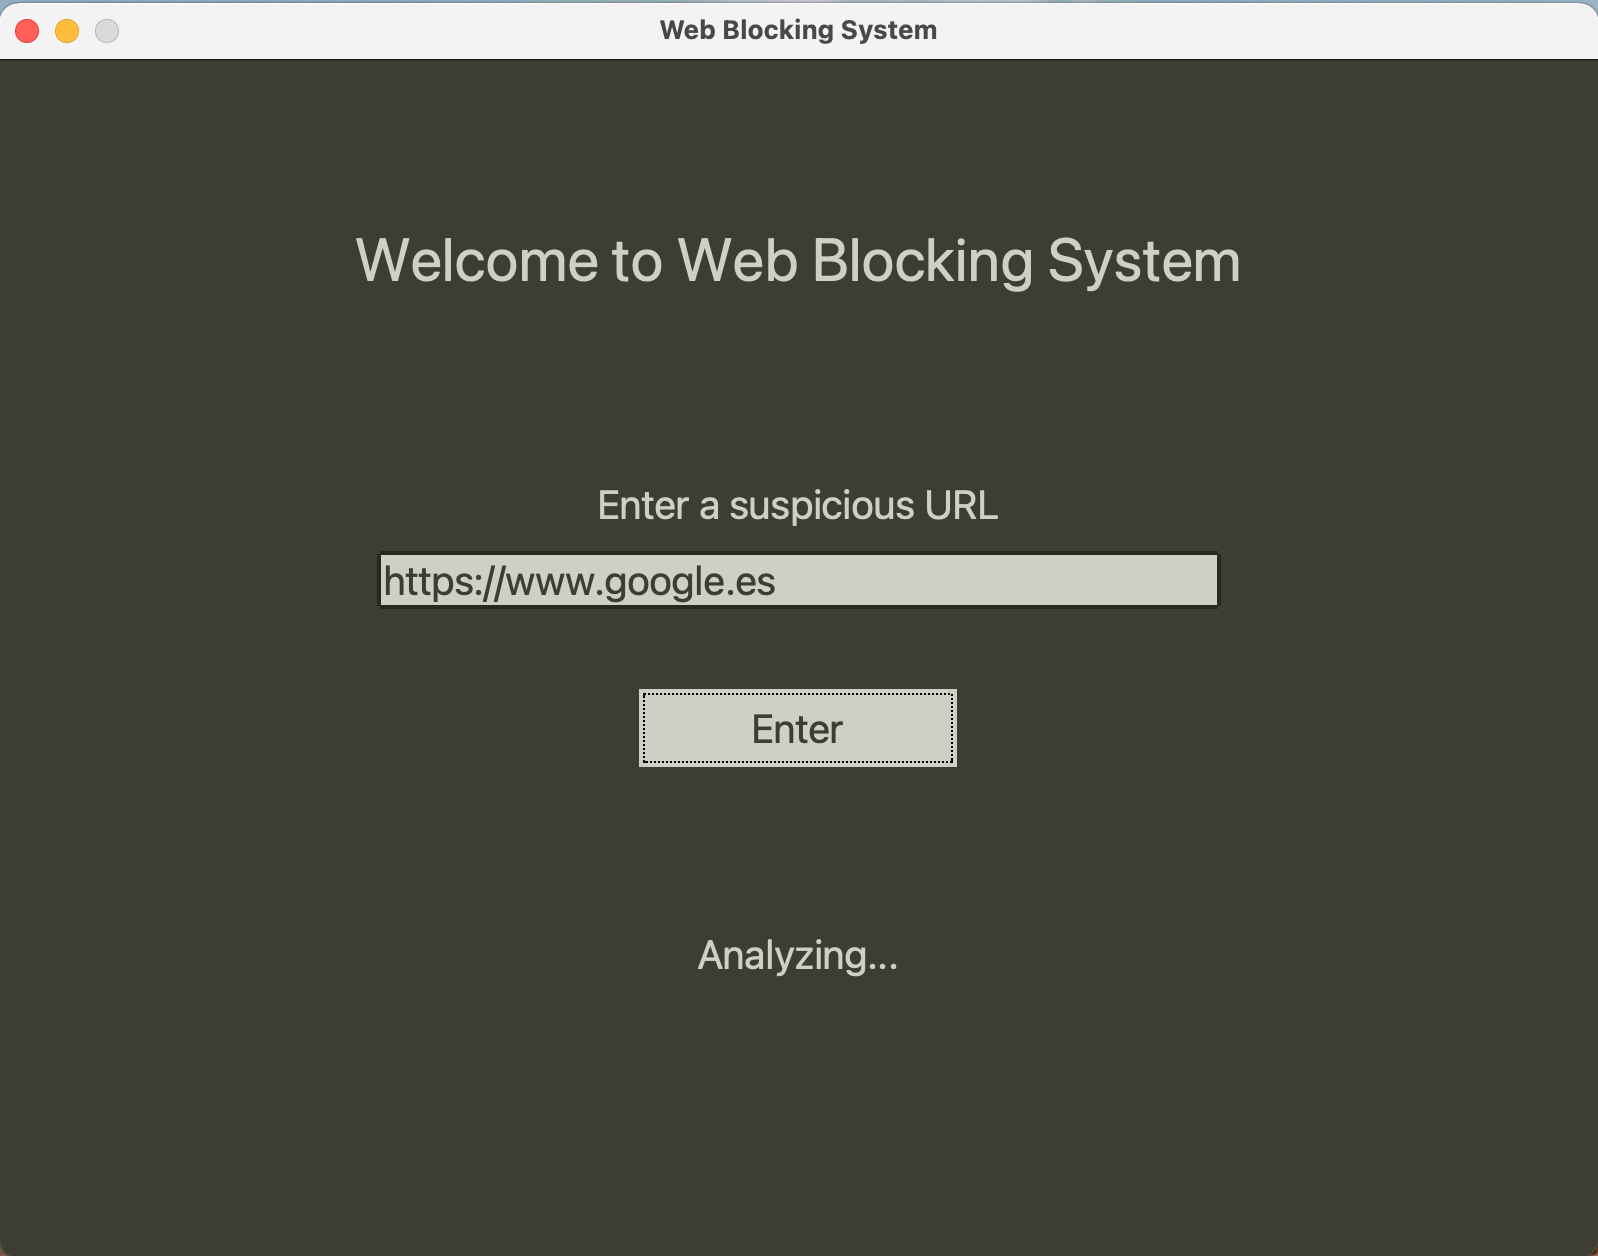 Web Blocking System
Welcome to Web Blocking System
Enter a suspicious URL
https://www.google.es
Enter
Analyzing...